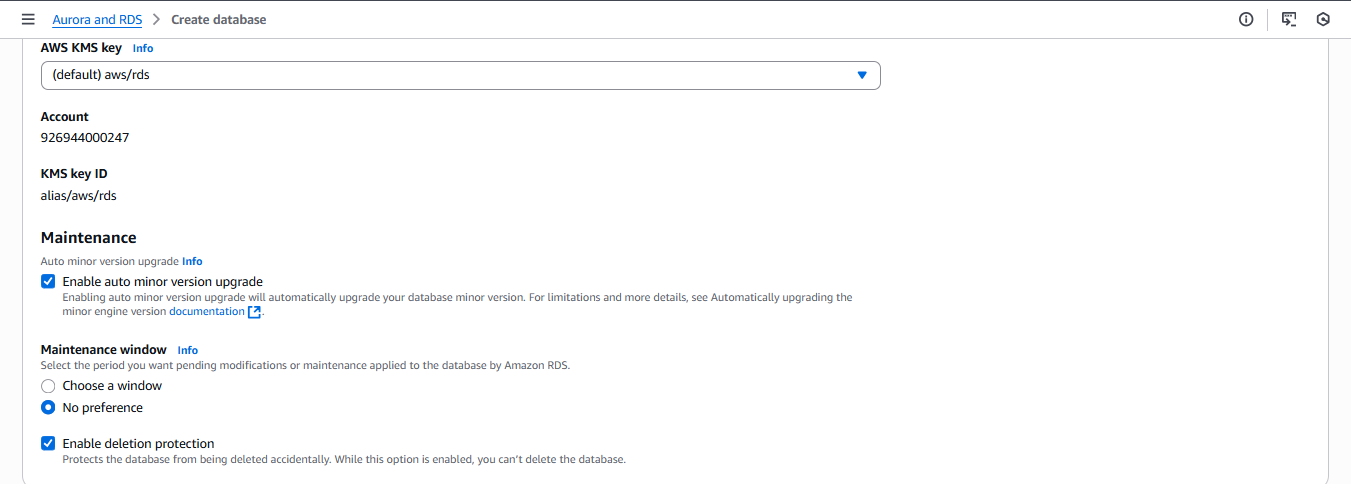 Aurora and RDS > Create database
AWS KMS key Info
(default) aws/rds
Account
926944000247
KMS key ID
alias/aws/rds
Maintenance
Auto minor version upgrade Info
Enable auto minor version upgrade
Enabling auto minor version upgrade will automatically upgrade your database minor version. For limitations and more details, see Automatically upgrading the
minor engine version documentation.
Maintenance window Info
Select the period you want pending modifications or maintenance applied to the database by Amazon RDS.
Choose a window
No preference
Enable deletion protection
Protects the database from being deleted accidentally. While this option is enabled, you can't delete the database.